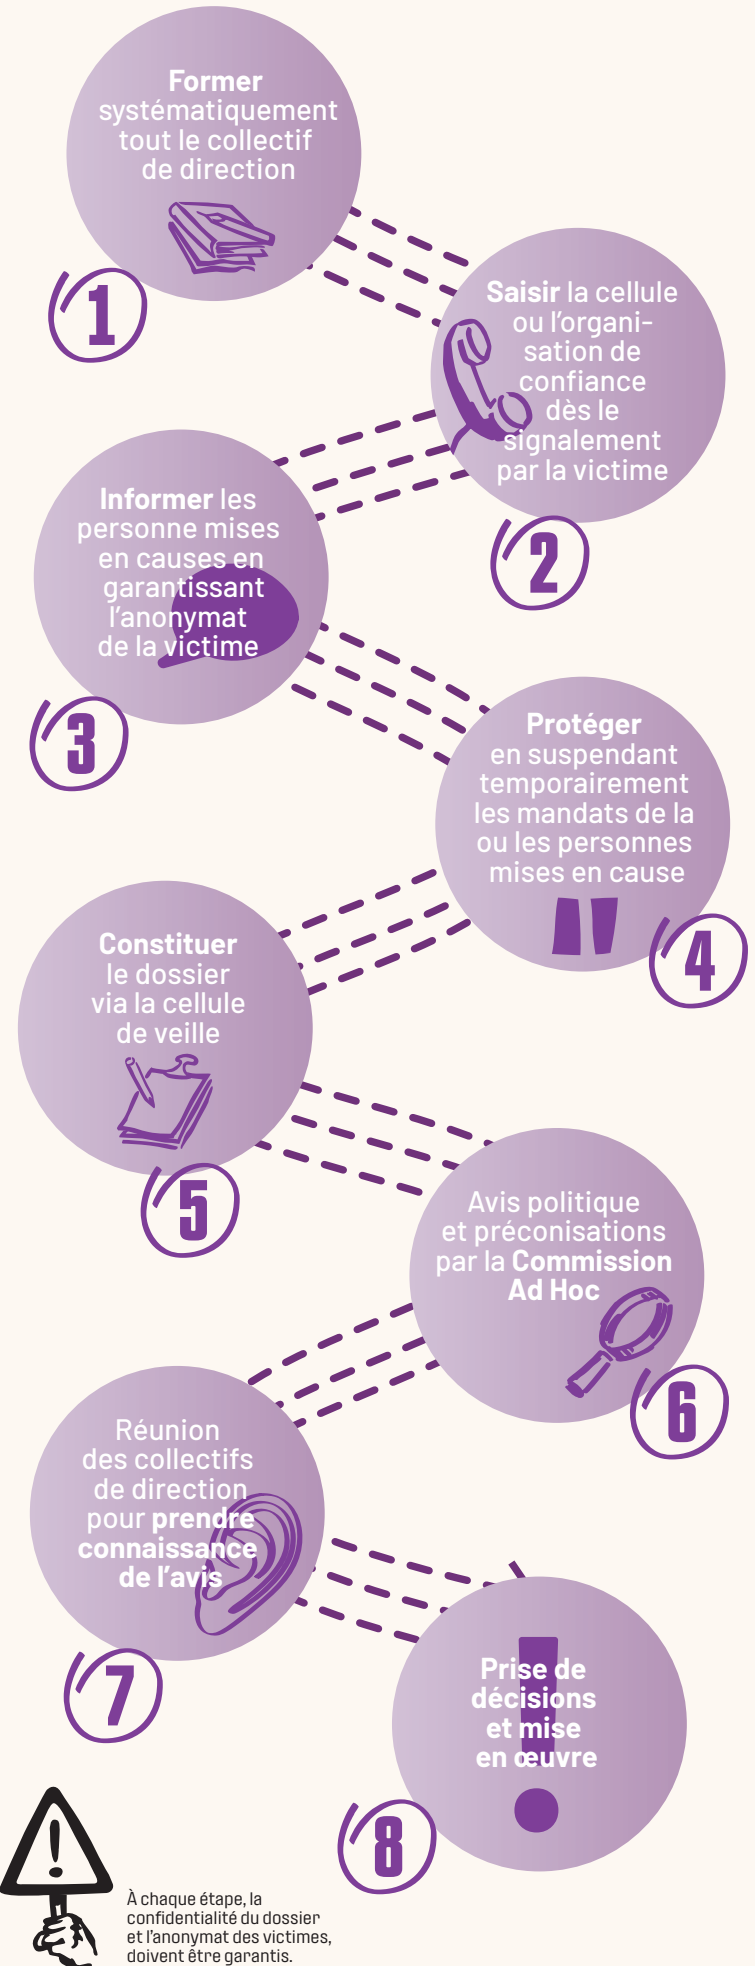 Former
systématiquement
tout le collectif
de direction
1
Saisir la cellule
ou l'organi-
sation de
confiance
dès le
signalement
par la victime
2
Informer les
personne mises
en causes en
garantissant
l'anonymat
de la victime
3
Protéger
en suspendant
temporairement
les mandats de la
ou les personnes
mises en cause
4
Constituer
le dossier
via la cellule
de veille
5
Avis politique
et préconisations
par la Commission
Ad Hoc
6
Réunion
des collectifs
de direction
pour prendre
connaissance
de l'avis
7
Prise de
décisions
et mise
en œuvre
8
À chaque étape, la
confidentialité du dossier
et l'anonymat des victimes,
doivent être garantis.